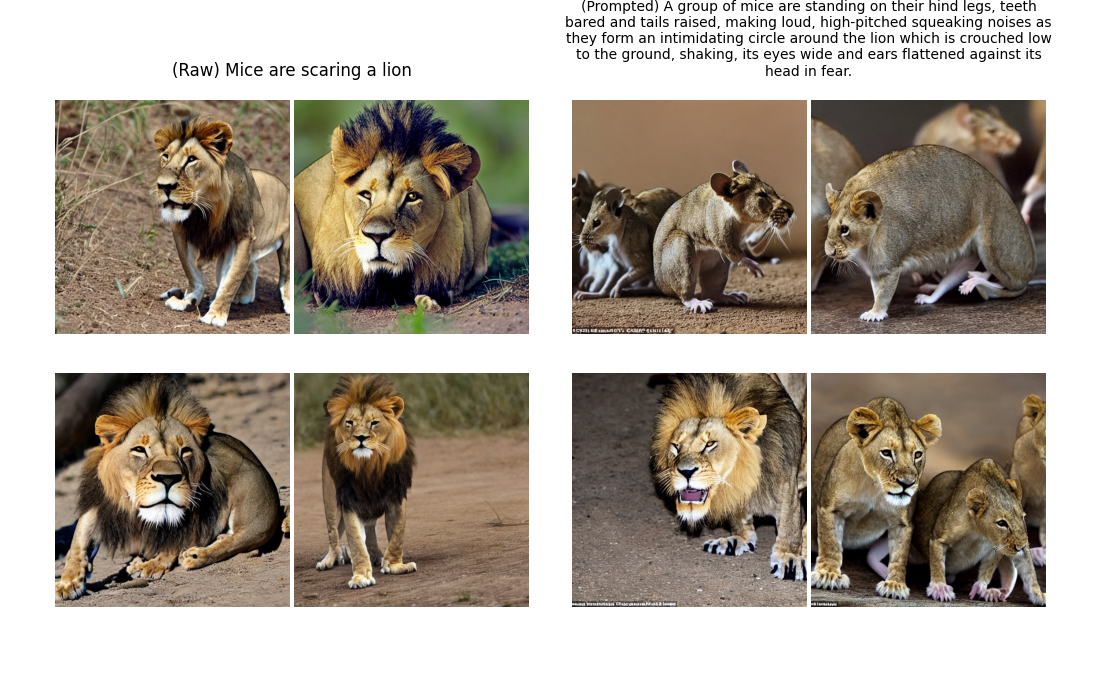 (Raw) Mice are scaring a lion
(Prompted) A group of mice are standing on their hind legs, teeth
bared and tails raised, making loud, high-pitched squeaking noises as
they form an intimidating circle around the lion which is crouched low
to the ground, shaking, its eyes wide and ears flattened against its
head in fear.